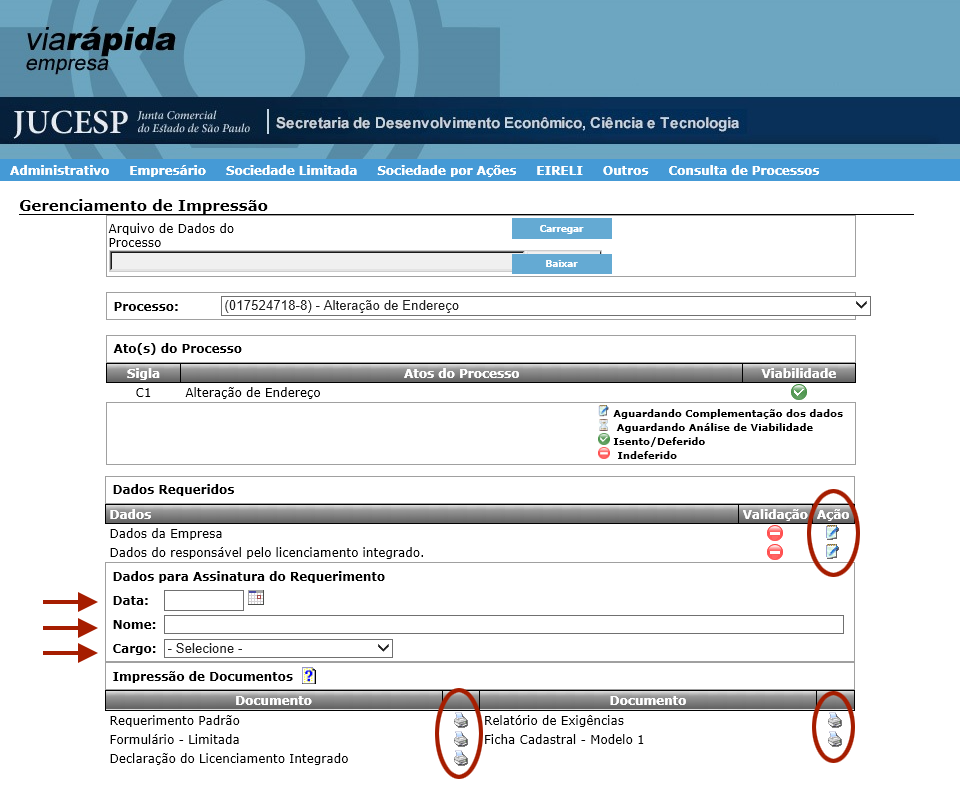 viarápida
empresa
JUCESP Junta Comercial
do Estado de São Paulo
Secretaria de Desenvolvimento Econômico, Ciência e Tecnologia
Administrativo Empresário Sociedade Limitada Sociedade por Ações EIRELI Outros Consulta de Processos
Gerenciamento de Impressão
Arquivo de Dados do
Processo
Carregar
Baixar
Processo: (017524718-8) - Alteração de Endereço
Ato(s) do Processo
Sigla Atos do Processo Viabilidade
C1 Alteração de Endereço
Aguardando Complementação dos dados
Aguardando Análise de Viabilidade
Isento/Deferido
Indeferido
Dados Requeridos
Dados Validação Ação
Dados da Empresa
Dados do responsável pelo licenciamento integrado.
Dados para Assinatura do Requerimento
Data:
Nome:
Cargo: - Selecione -
Impressão de Documentos ?
Documento Documento
Requerimento Padrão Relatório de Exigências
Formulário - Limitada Ficha Cadastral - Modelo 1
Declaração do Licenciamento Integrado